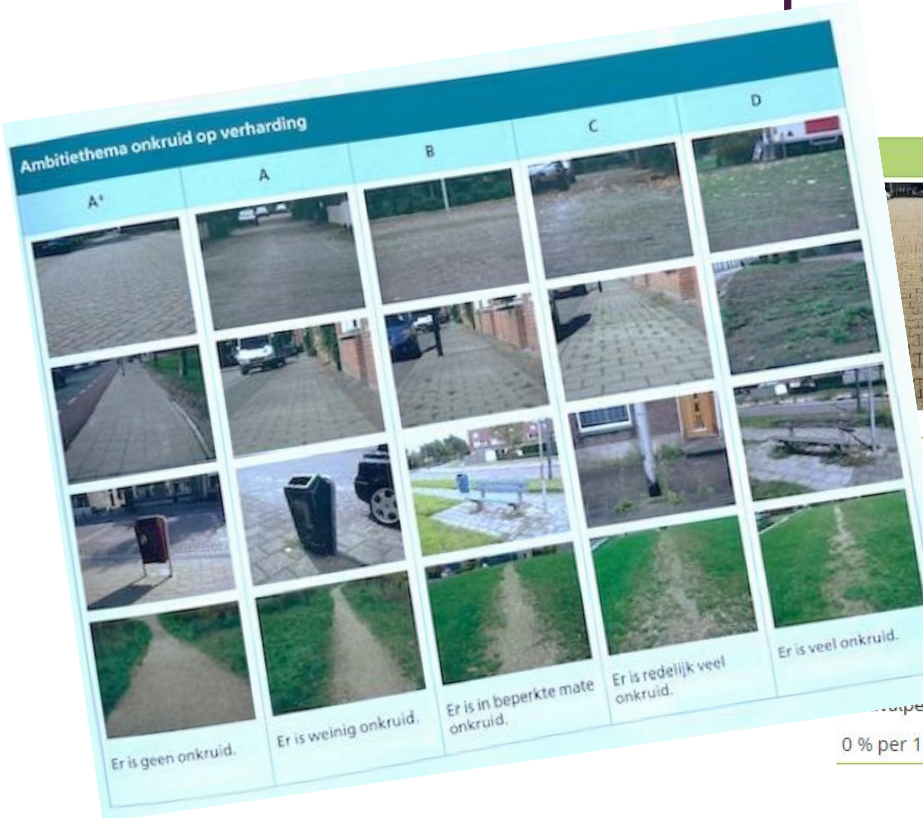 Ambitiethema onkruid op verharding
A+
A
B
C
D
Er is geen onkruid.
Er is weinig onkruid.
Er is in beperkte mate
onkruid.
Er is redelijk veel
onkruid.
Er is veel onkruid.
0 % per 1